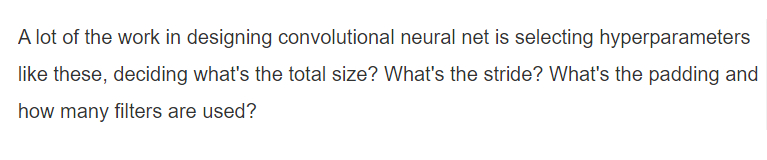 A lot of the work in designing convolutional neural net is selecting hyperparameters
like these, deciding what's the total size? What's the stride? What's the padding and
how many filters are used?